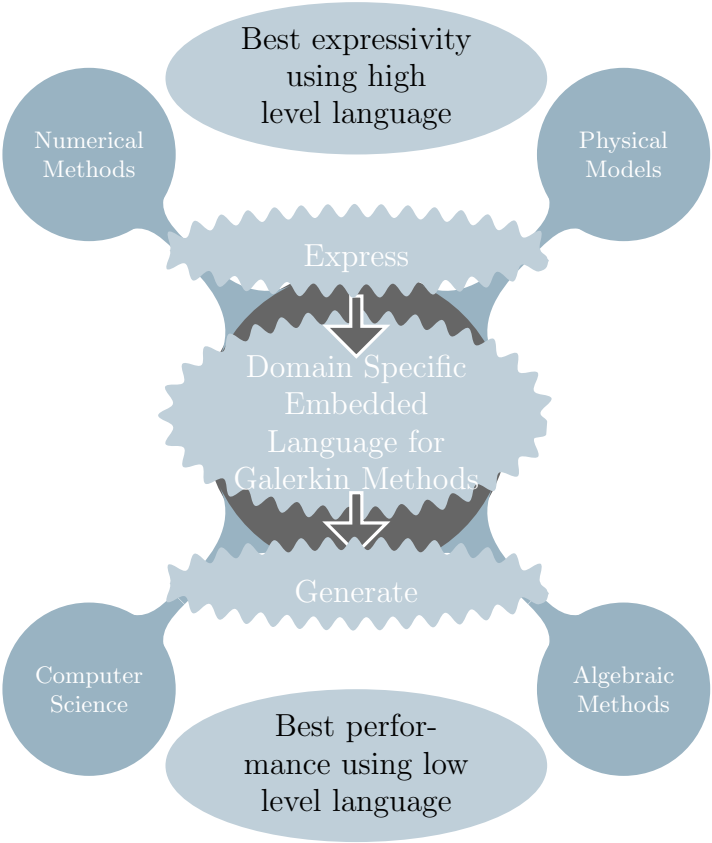 Best expressivity
using high
level language
Numerical
Methods
Physical
Models
Express
Domain Specific
Embedded
Language for
Galerkin Methods
Generate
Computer
Science
Algebraic
Methods
Best perfor-
mance using low
level language